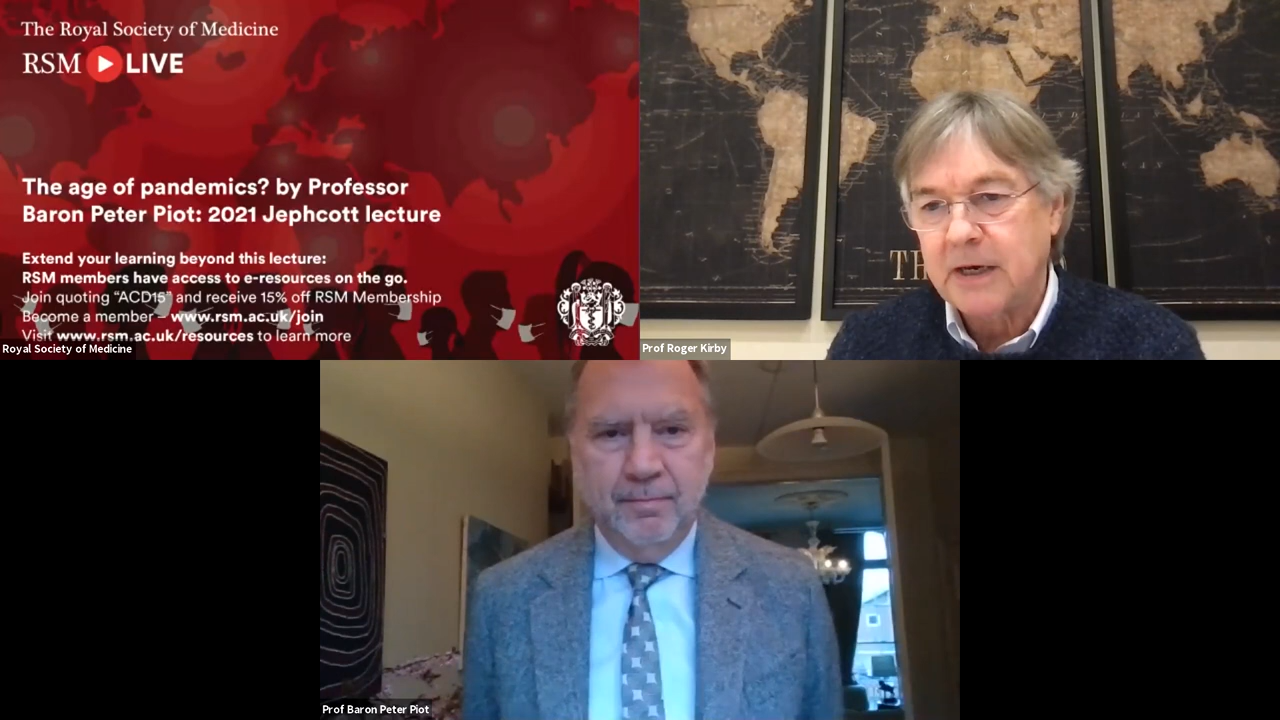 The Royal Society of Medicine
RSM LIVE
The age of pandemics? by Professor
Baron Peter Piot: 2021 Jephcott lecture
Extend your learning beyond this lecture:
RSM members have access to e-resources on the go.
Join quoting “ACD15” and receive 15% off RSM Membership
Become a member – www.rsm.ac.uk/join
Visit www.rsm.ac.uk/resources to learn more
Royal Society of Medicine
Prof Roger Kirby
Prof Baron Peter Piot